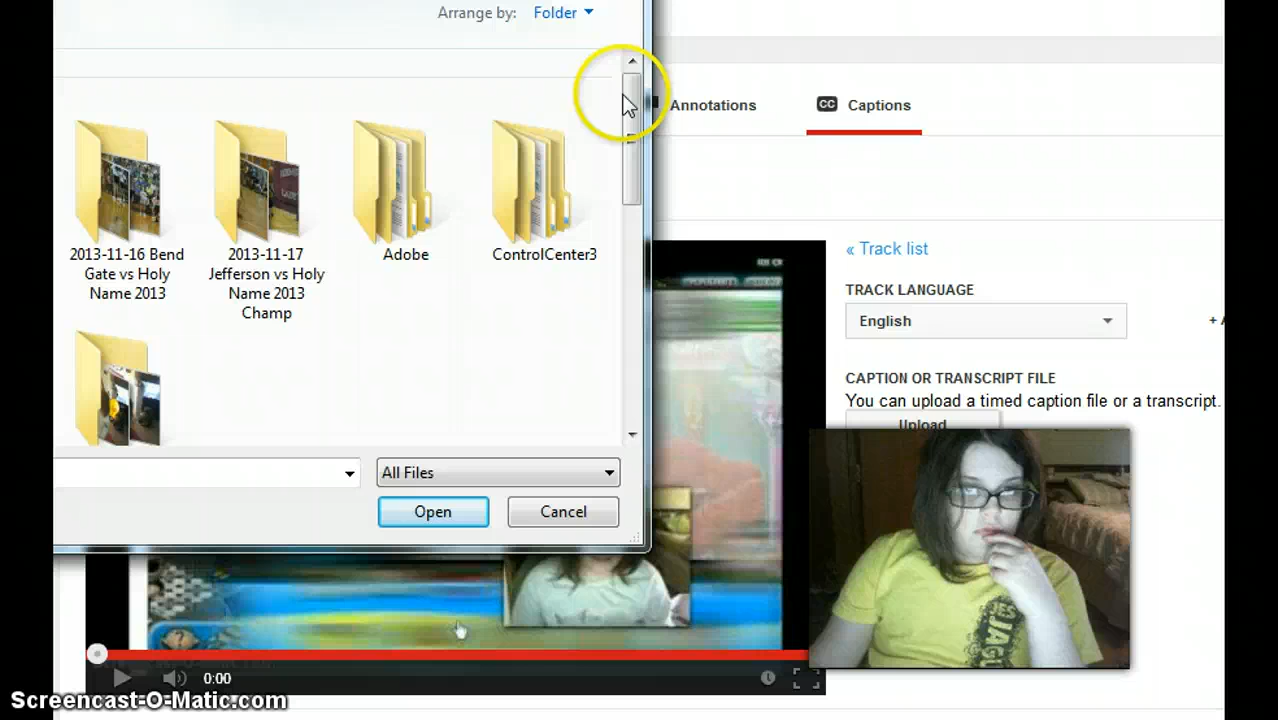 Arrange by: Folder
Annotations
CC Captions
2013-11-16 Bend
Gate vs Holy
Name 2013
2013-11-17
Jefferson vs Holy
Name 2013
Champ
Adobe
ControlCenter3
« Track list
TRACK LANGUAGE
English
+
CAPTION OR TRANSCRIPT FILE
You can upload a timed caption file or a transcript.
Upload
All Files
Open
Cancel
0:00
Screencast-O-Matic.com